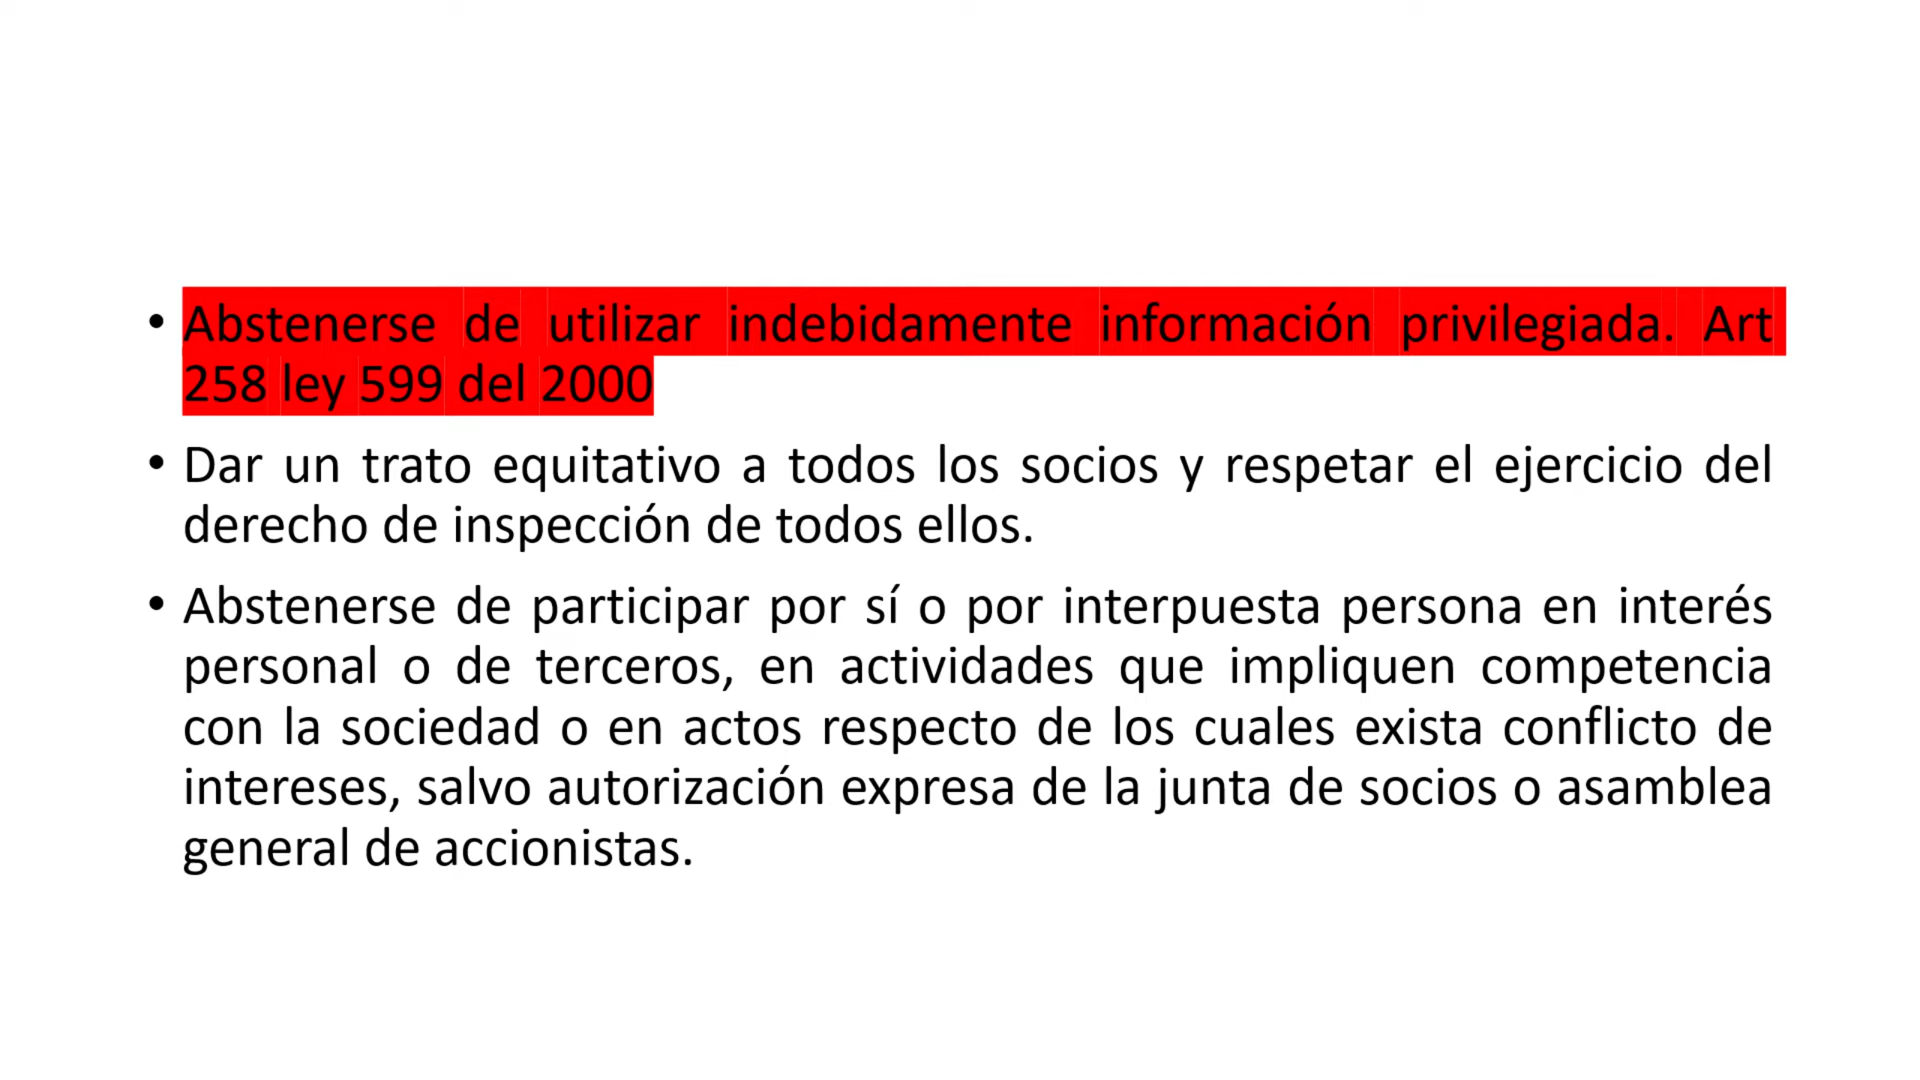 • Abstenerse de utilizar indebidamente información privilegiada. Art
258 ley 599 del 2000
• Dar un trato equitativo a todos los socios y respetar el ejercicio del
derecho de inspección de todos ellos.
• Abstenerse de participar por sí o por interpuesta persona en interés
personal o de terceros, en actividades que impliquen competencia
con la sociedad o en actos respecto de los cuales exista conflicto de
intereses, salvo autorización expresa de la junta de socios o asamblea
general de accionistas.